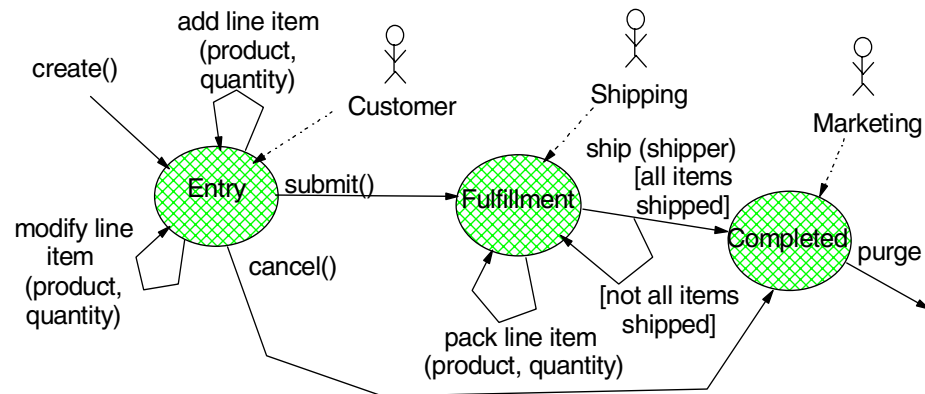 add line item
(product,
quantity)
create()
Customer
Shipping
Marketing
Entry
submit()
Fulfillment
ship (shipper)
[all items
shipped]
Completed
modify line
item
(product,
quantity)
cancel()
purge
[not all items
shipped]
pack line item
(product, quantity)